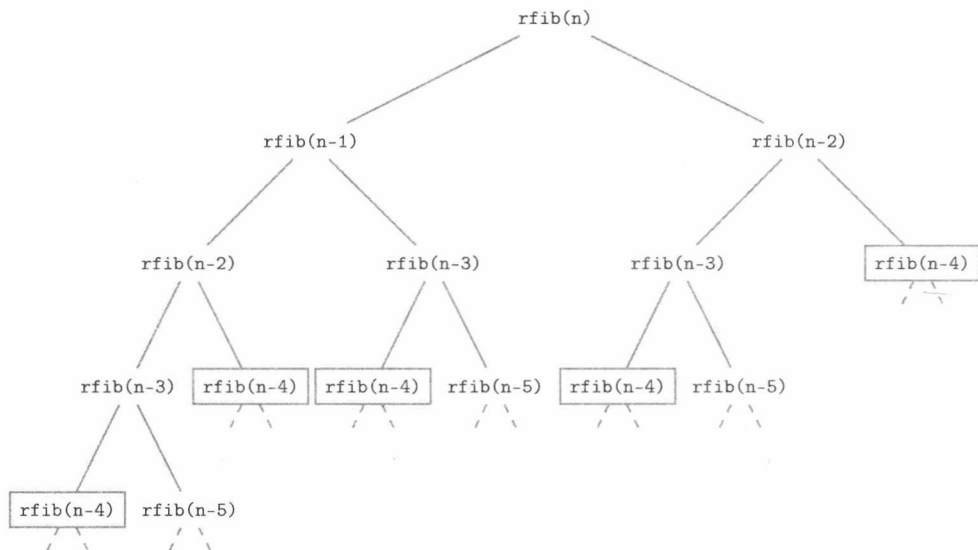 rfib(n)
rfib(n-1) rfib(n-2)
rfib(n-2) rfib(n-3) rfib(n-3) rfib(n-4)
rfib(n-3) rfib(n-4) rfib(n-4) rfib(n-5) rfib(n-4) rfib(n-5)
rfib(n-4) rfib(n-5)